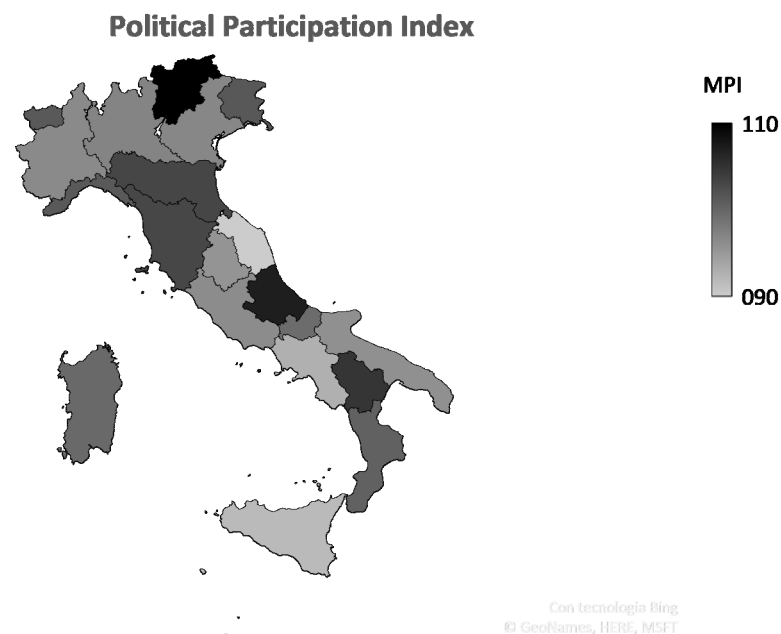 Political Participation Index
MPI
110
090
Con tecnologia Bing
© GeoNames, HERE, MSFT